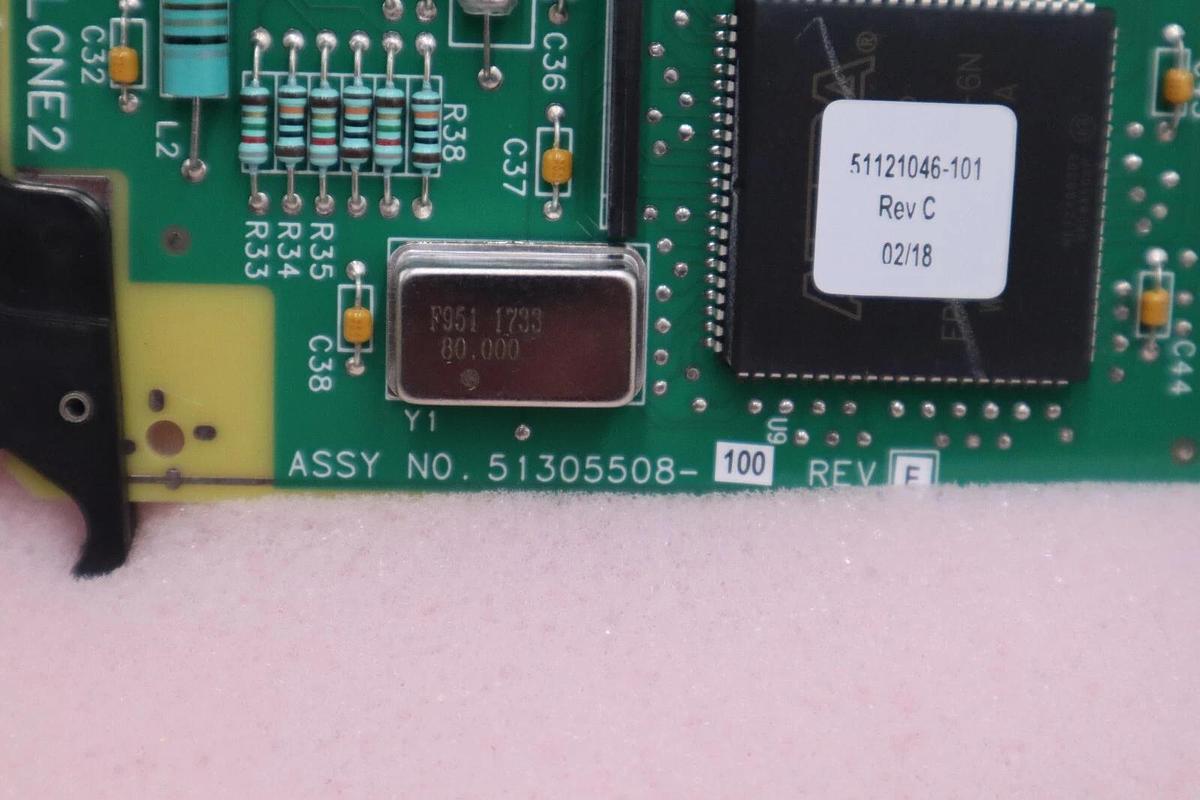 LCNE2
C32
L2
C36
R38
C37
R33
R34
R35
C38
F951 1733
80.000
Y1
®
51121046-101
Rev C
02/18
U9
C44
ASSY NO. 51305508- 100 REV